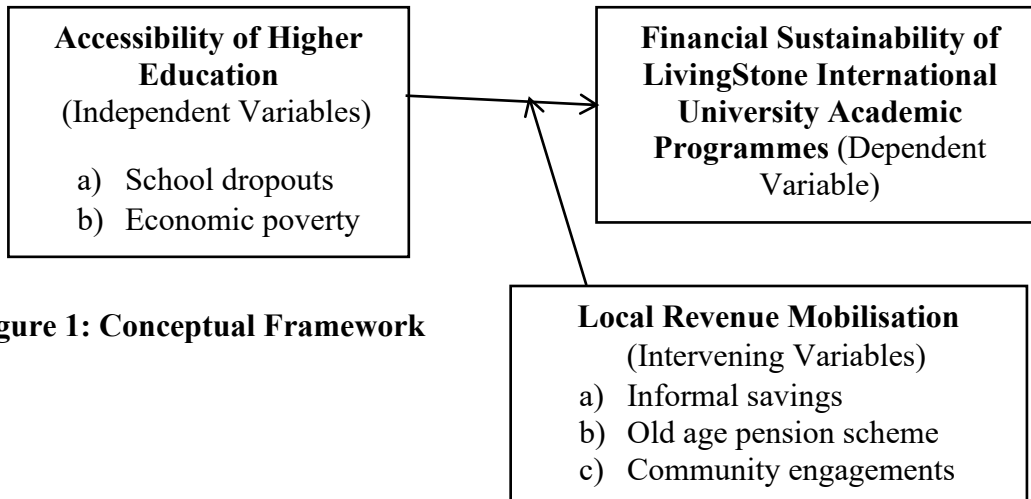 Accessibility of Higher
Education
(Independent Variables)
a) School dropouts
b) Economic poverty
Financial Sustainability of
LivingStone International
University Academic
Programmes (Dependent
Variable)
gure 1: Conceptual Framework
Local Revenue Mobilisation
(Intervening Variables)
a) Informal savings
b) Old age pension scheme
c) Community engagements